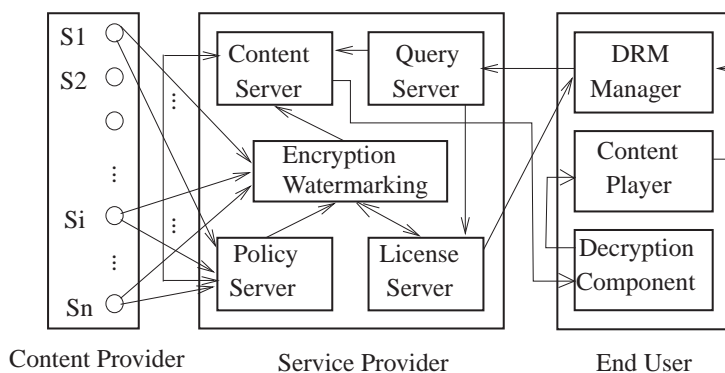 S1
S2
...
Si
...
Sn
Content Provider
Content
Server
Query
Server
...
Encryption
Watermarking
...
Policy
Server
License
Server
Service Provider
DRM
Manager
Content
Player
Decryption
Component
End User